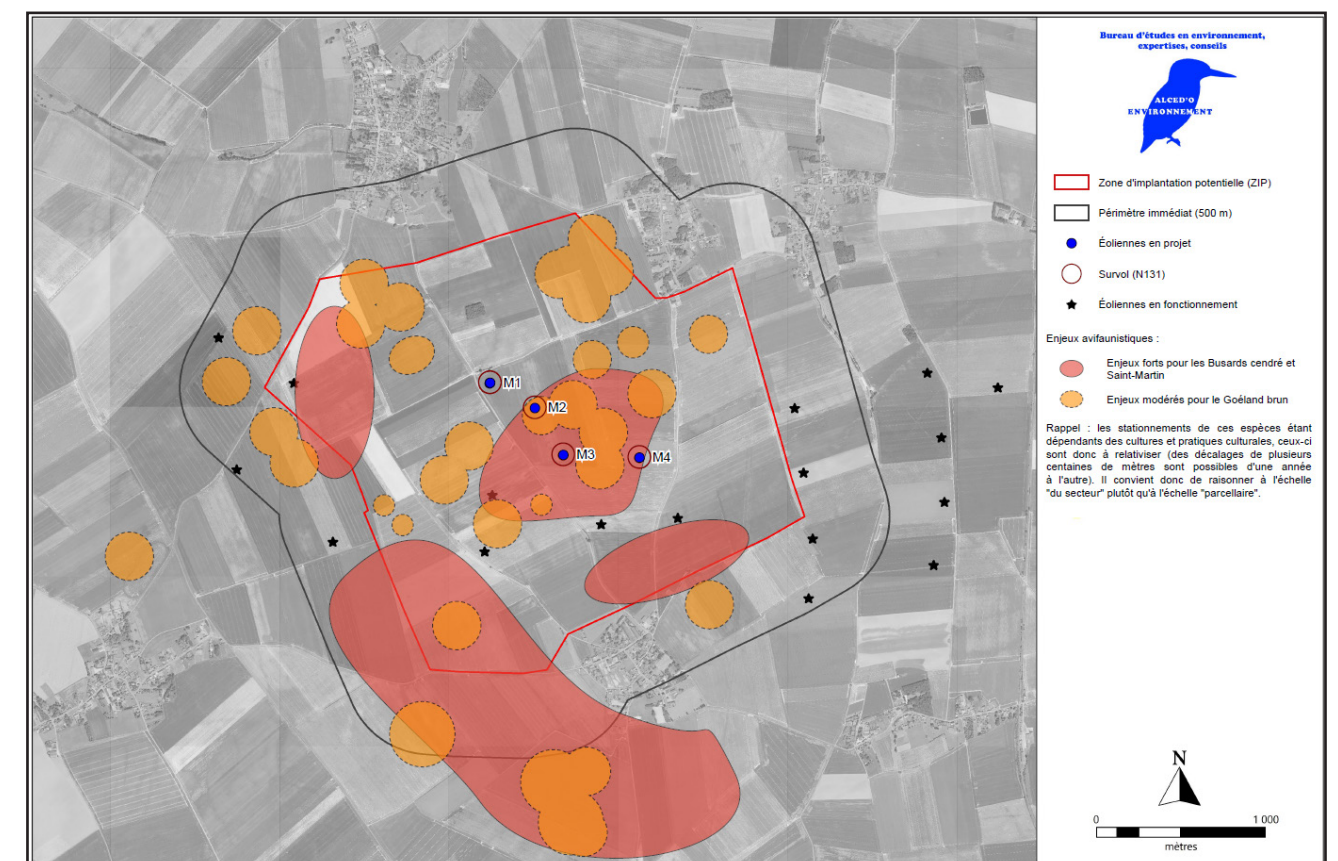 Bureau d'études en environnement,
expertises, conseils
ALCED'O
ENVIRONNEMENT
Zone d'implantation potentielle (ZIP)
Périmètre immédiat (500 m)
Éoliennes en projet
Survol (N131)
Éoliennes en fonctionnement
Enjeux avifaunistiques :
Enjeux forts pour les Busards cendré et
Saint-Martin
Enjeux modérés pour le Goéland brun
Rappel : les stationnements de ces espèces étant
dépendants des cultures et pratiques culturales, ceux-ci
sont donc à relativiser (des décalages de plusieurs
centaines de mètres sont possibles d'une année
à l'autre). Il convient donc de raisonner à l'échelle
"du secteur" plutôt qu'à l'échelle "parcellaire".
M1
M2
M3
M4
N
0 1 000
mètres